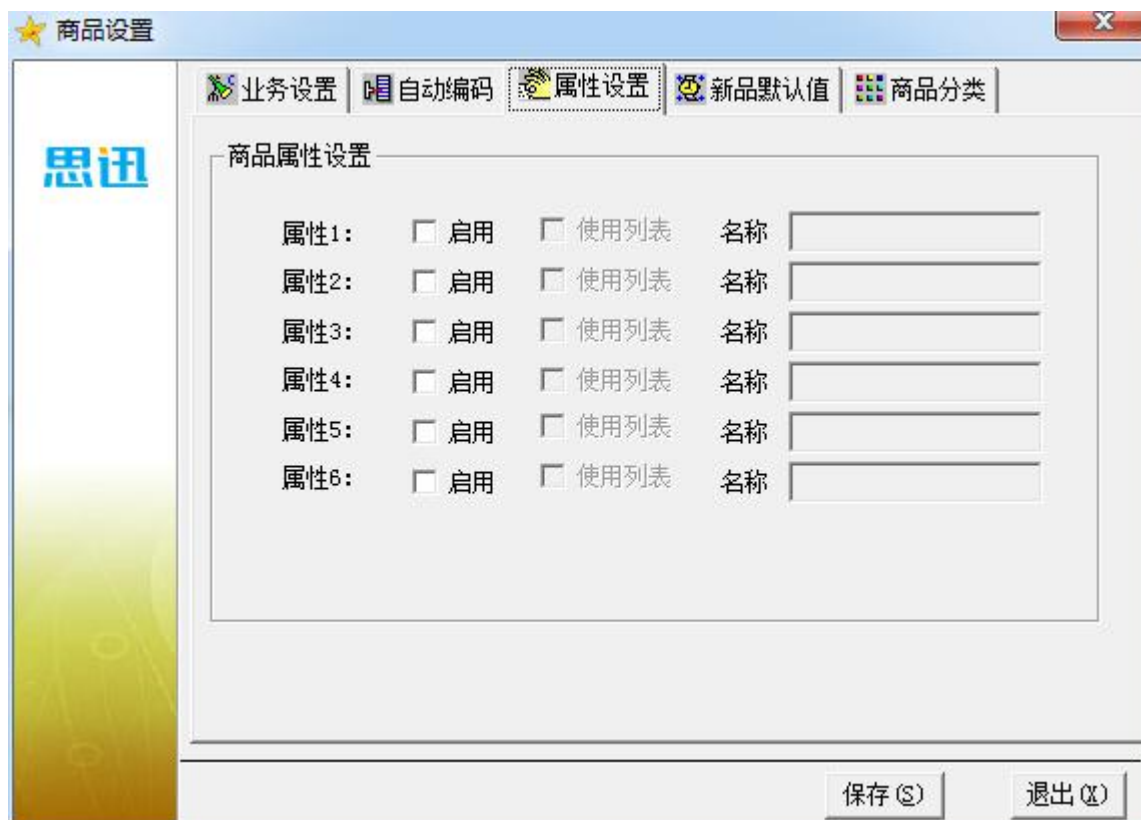 商品设置
业务设置 自动编码 属性设置 新品默认值 商品分类
思迅
商品属性设置
属性1: 启用 使用列表 名称
属性2: 启用 使用列表 名称
属性3: 启用 使用列表 名称
属性4: 启用 使用列表 名称
属性5: 启用 使用列表 名称
属性6: 启用 使用列表 名称
保存(S) 退出(X)